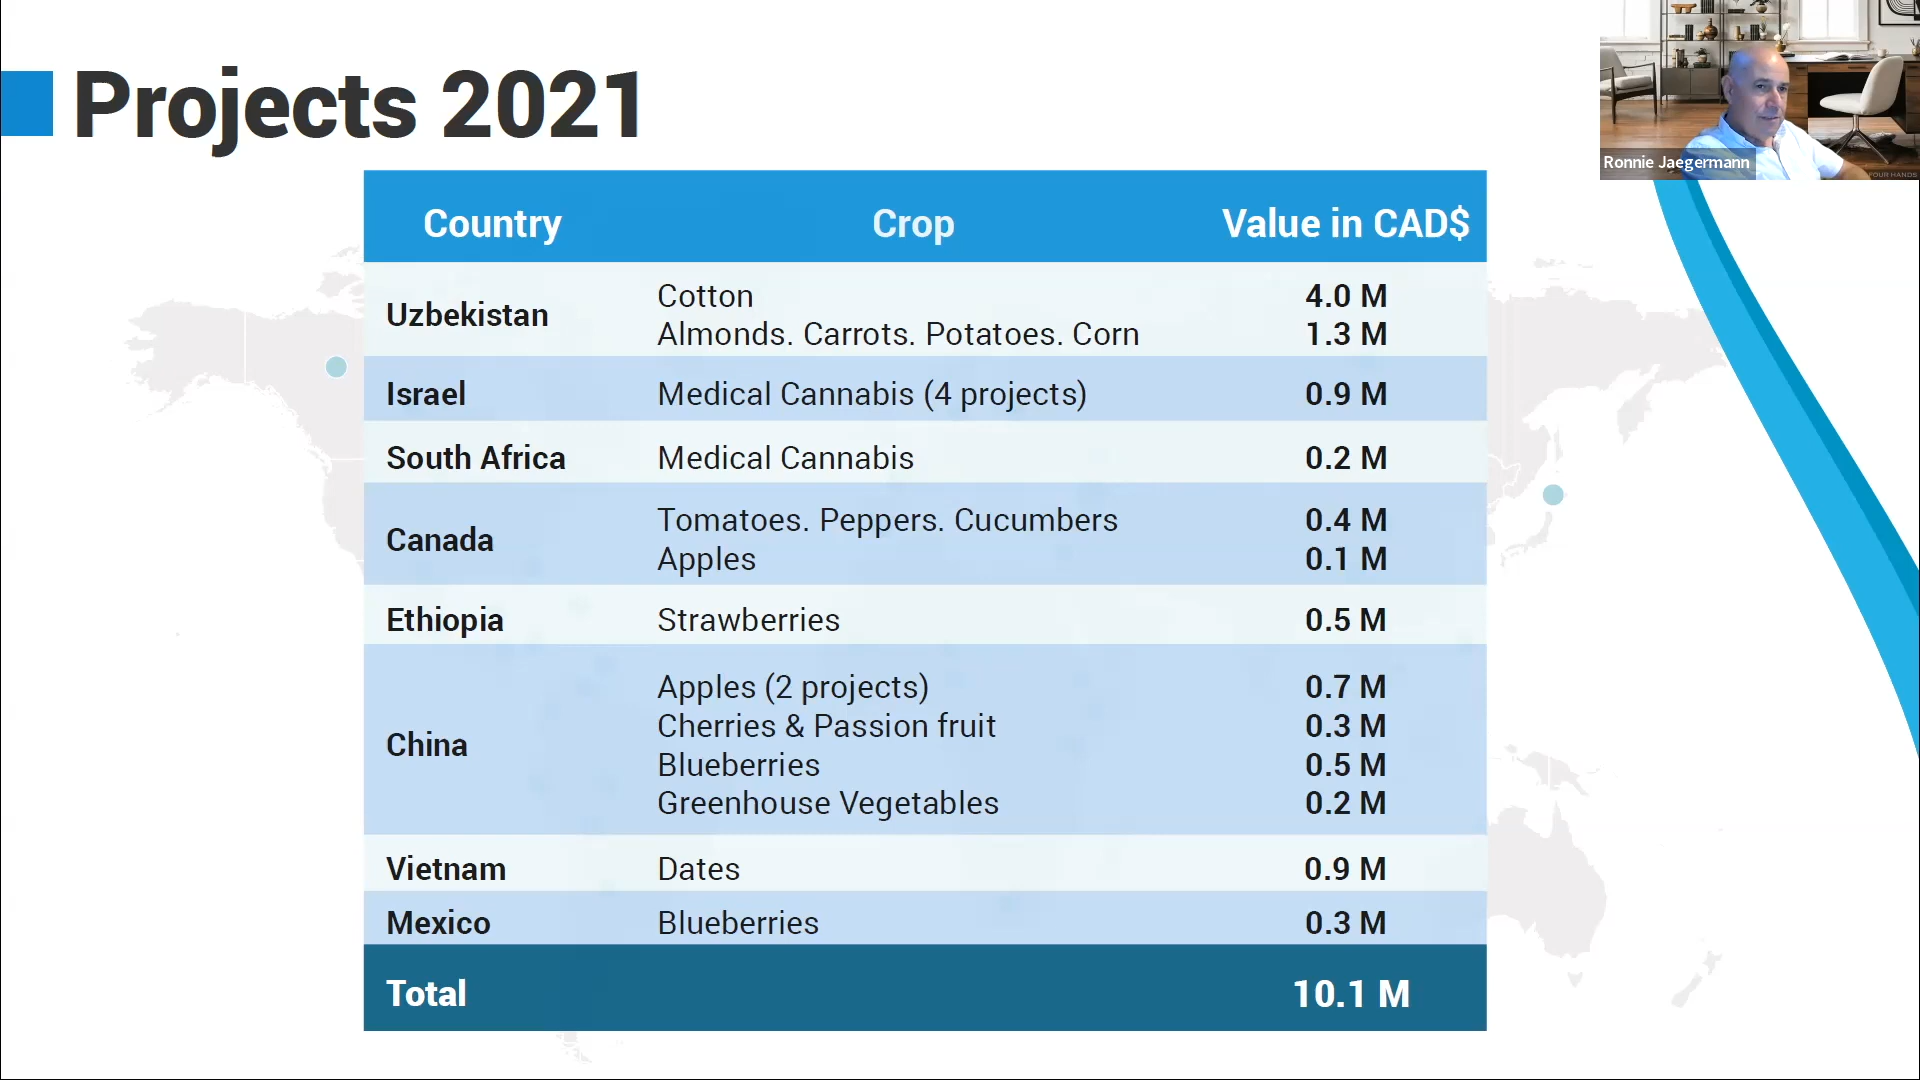 Projects 2021
Ronnie Jaegermann
FOUR HANDS
Country Crop Value in CAD$
Uzbekistan
Cotton 4.0 M
Almonds. Carrots. Potatoes. Corn 1.3 M
Israel Medical Cannabis (4 projects) 0.9 M
South Africa Medical Cannabis 0.2 M
Canada
Tomatoes. Peppers. Cucumbers 0.4 M
Apples 0.1 M
Ethiopia Strawberries 0.5 M
China
Apples (2 projects) 0.7 M
Cherries & Passion fruit 0.3 M
Blueberries 0.5 M
Greenhouse Vegetables 0.2 M
Vietnam Dates 0.9 M
Mexico Blueberries 0.3 M
Total 10.1 M